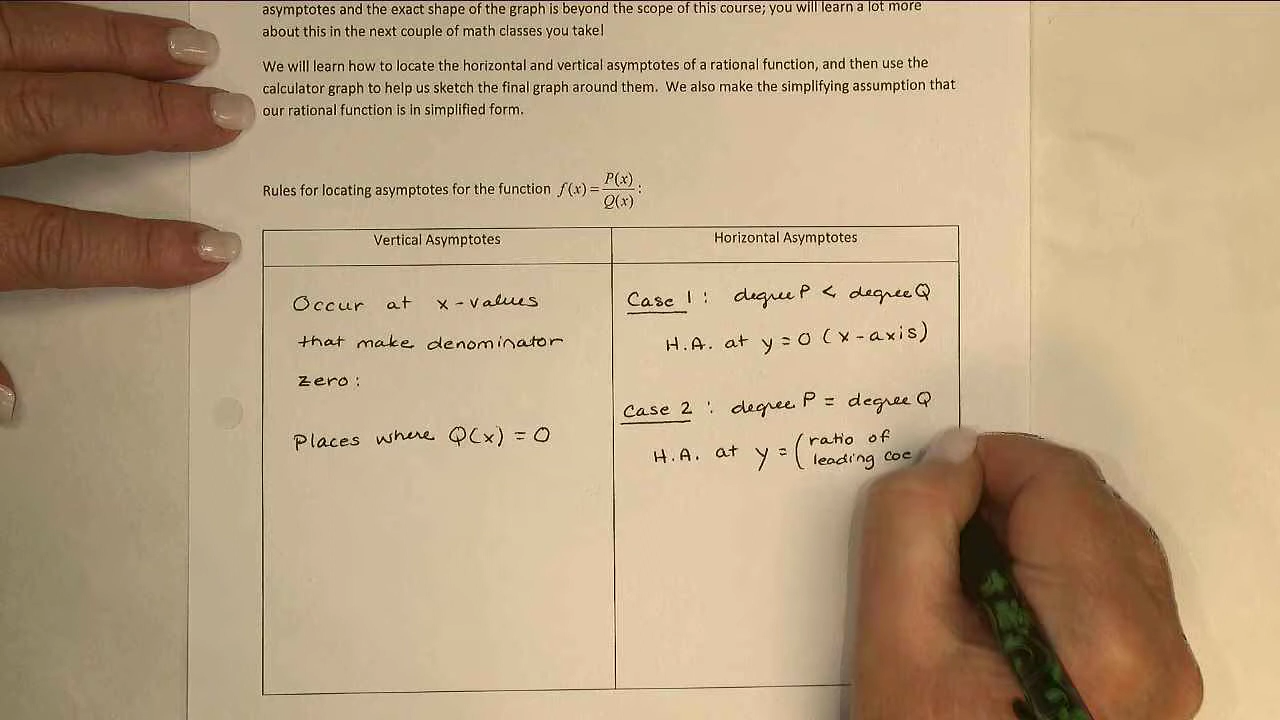 asymptotes and the exact shape of the graph is beyond the scope of this course; you will learn a lot more
about this in the next couple of math classes you take!
We will learn how to locate the horizontal and vertical asymptotes of a rational function, and then use the
calculator graph to help us sketch the final graph around them. We also make the simplifying assumption that
our rational function is in simplified form.
Rules for locating asymptotes for the function f(x) = P(x)/Q(x):
Vertical Asymptotes
Occur at x-values
that make denominator
zero:
Places where Q(x) = 0
Horizontal Asymptotes
Case 1: degree P < degree Q
H.A. at y = 0 (x-axis)
Case 2: degree P = degree Q
H.A. at y = (ratio of
leading coe